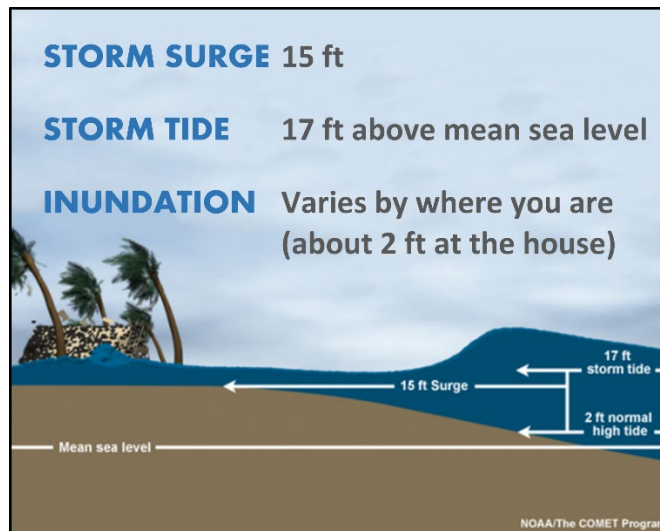 STORM SURGE 15 ft
STORM TIDE 17 ft above mean sea level
INUNDATION Varies by where you are
(about 2 ft at the house)
17 ft
storm tide
15 ft Surge
2 ft normal
high tide
Mean sea level
NOAA/The COMET Program